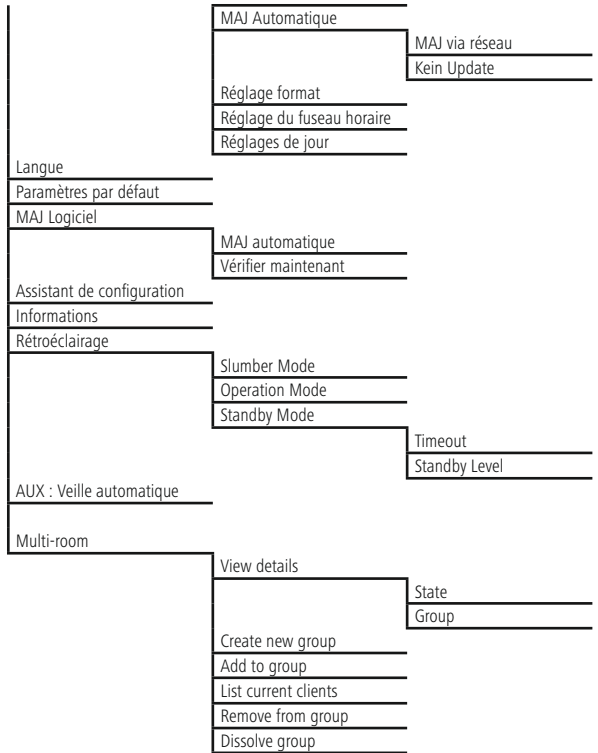 MAJ Automatique
MAJ via réseau
Kein Update
Réglage format
Réglage du fuseau horaire
Réglages de jour
Langue
Paramètres par défaut
MAJ Logiciel
MAJ automatique
Vérifier maintenant
Assistant de configuration
Informations
Rétroéclairage
Slumber Mode
Operation Mode
Standby Mode
Timeout
Standby Level
AUX : Veille automatique
Multi-room
View details
State
Group
Create new group
Add to group
List current clients
Remove from group
Dissolve group